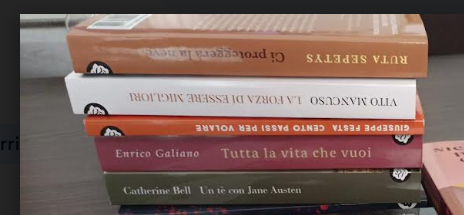 RUTA SEPETYS Ci proteggerà la neve
VITO MANCUSO LA FORZA DI ESSERE MIGLIORI
GIUSEPPE FESTA CENTO PASSI PER VOLARE
Enrico Galiano Tutta la vita che vuoi
Catherine Bell Un tè con Jane Austen